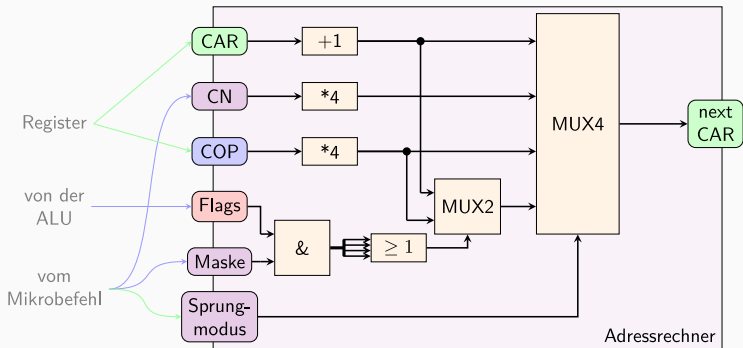 CAR
+1
CN
*4
Register
COP
*4
MUX4
next
CAR
von der
ALU
Flags
MUX2
&
≥ 1
Maske
vom
Mikrobefehl
Sprung-
modus
Adressrechner